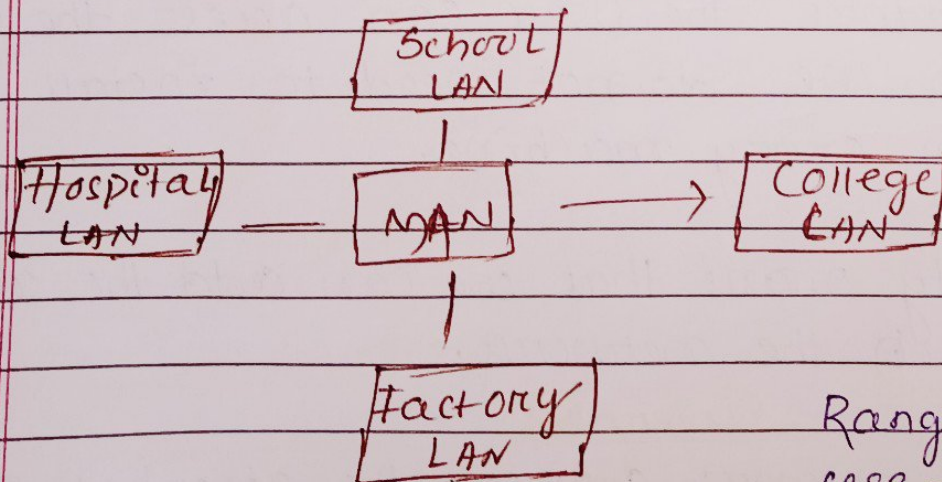 School
LAN
Hospital
LAN
MAN
College
LAN
Factory
LAN
Rang